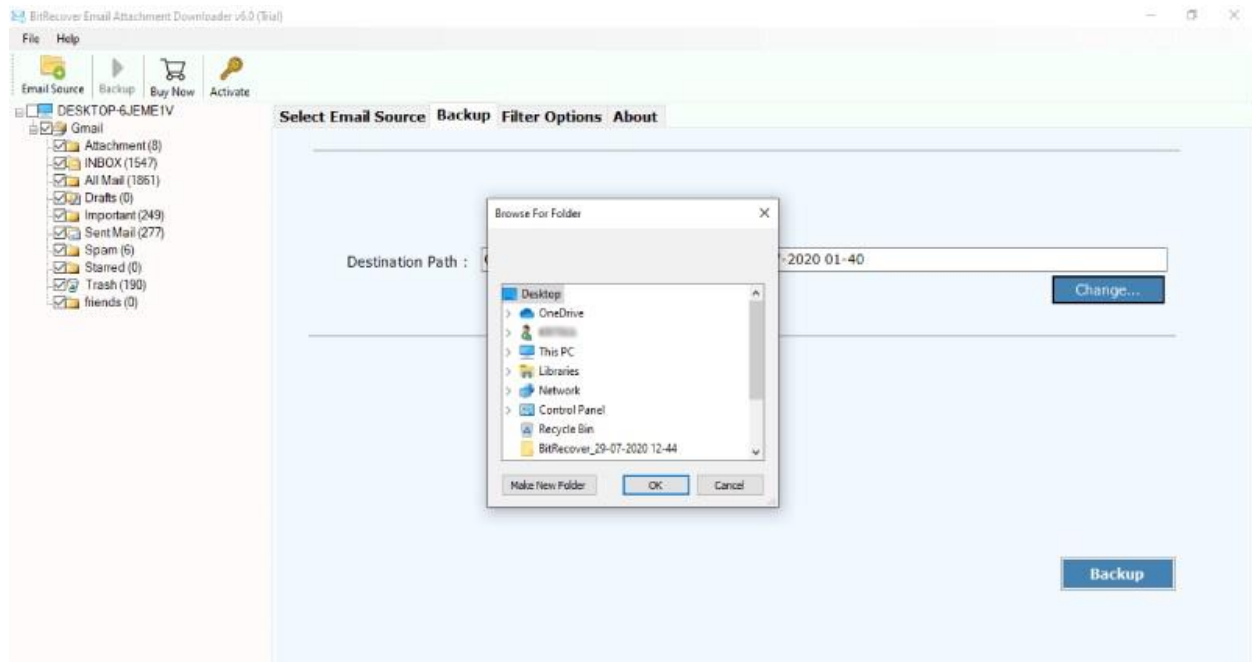 BitRecover Email Attachment Downloader v6.0 (Trial)
File Help
Email Source Backup Buy Now Activate
DESKTOP-6JEME1V
Gmail
Attachment (8)
INBOX (1547)
All Mail (1861)
Drafts (0)
Important (249)
Sent Mail (277)
Spam (6)
Starred (0)
Trash (190)
friends (0)
Select Email Source Backup Filter Options About
Browse For Folder
Destination Path :
-2020 01-40
Change...
Desktop
OneDrive
This PC
Libraries
Network
Control Panel
Recycle Bin
BitRecover_29-07-2020 12-44
Make New Folder OK Cancel
Backup